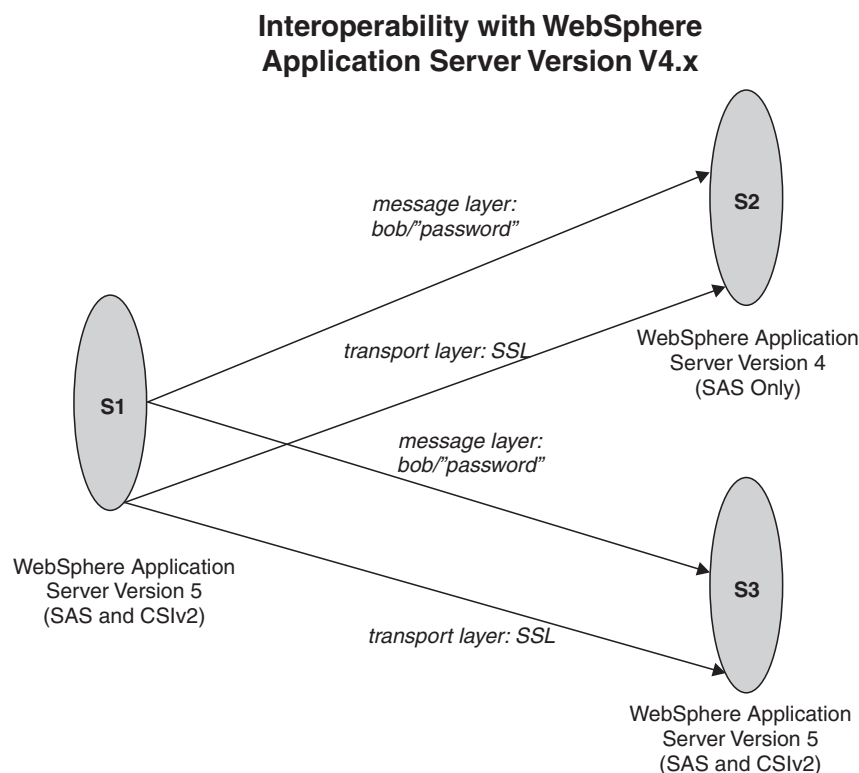 Interoperability with WebSphere
Application Server Version V4.x
message layer:
bob/”password”
S2
transport layer: SSL
WebSphere Application
Server Version 4
(SAS Only)
S1
message layer:
bob/”password”
WebSphere Application
Server Version 5
(SAS and CSIv2)
S3
transport layer: SSL
WebSphere Application
Server Version 5
(SAS and CSIv2)